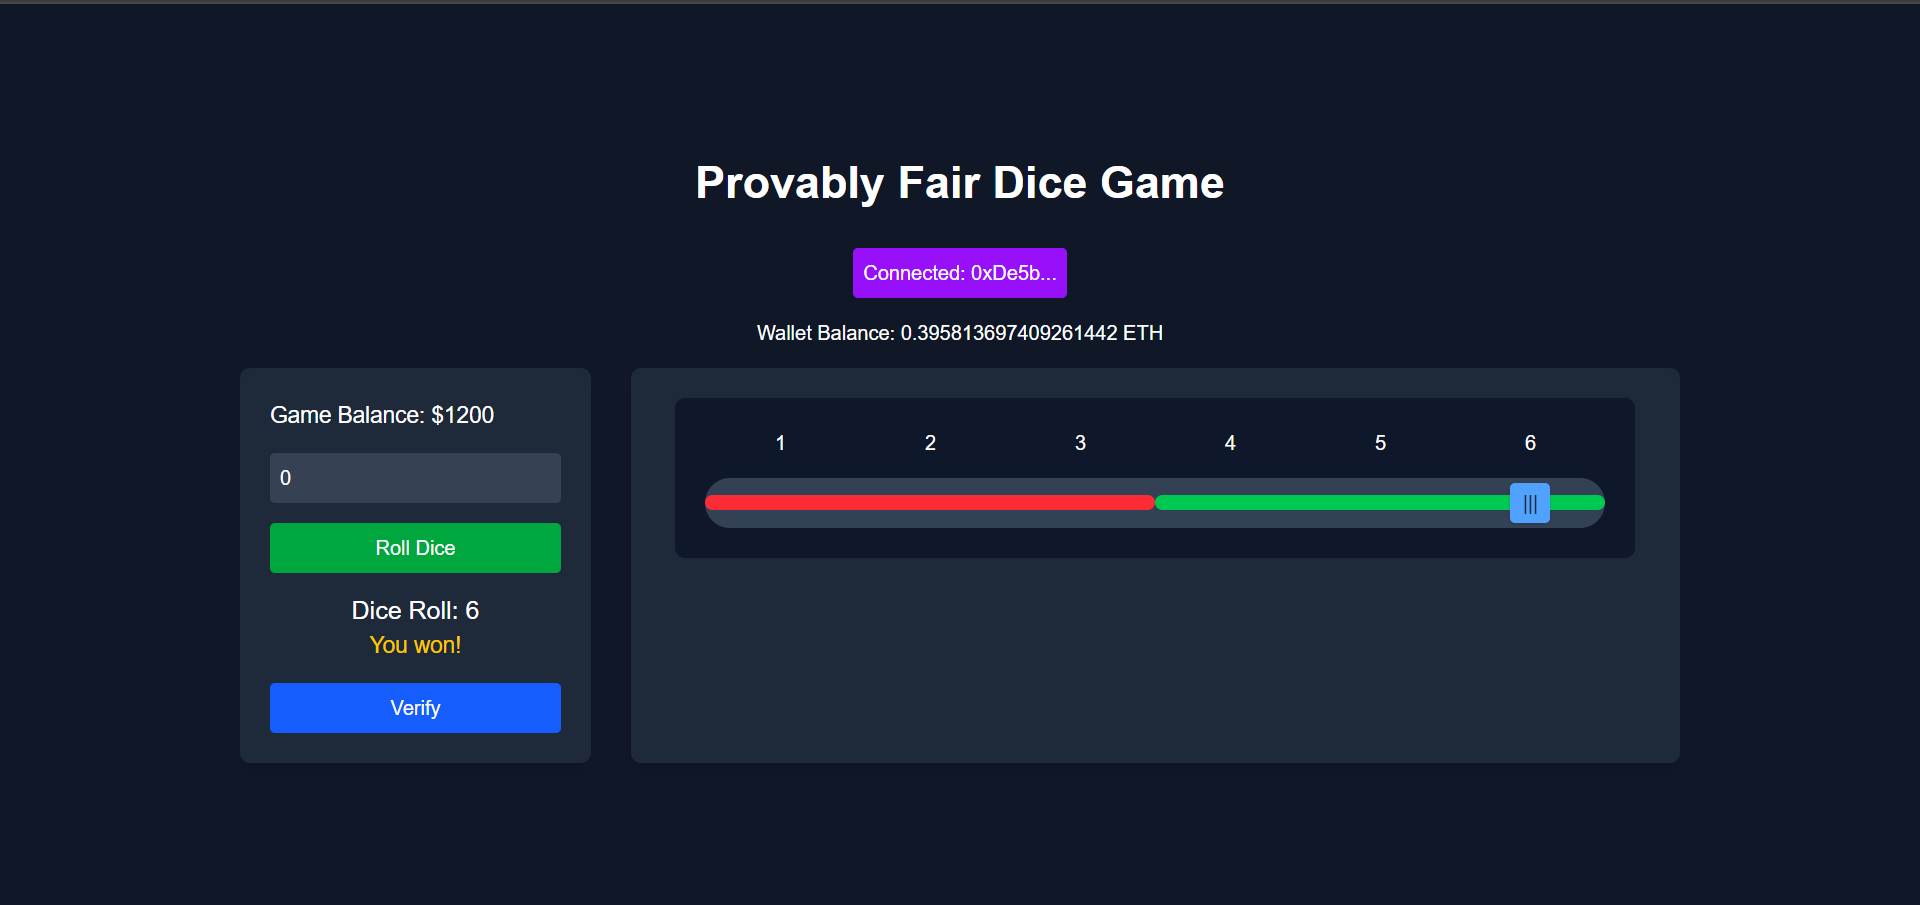 Provably Fair Dice Game
Connected: 0xDe5b...
Wallet Balance: 0.395813697409261442 ETH
Game Balance: $1200
0
Roll Dice
Dice Roll: 6
You won!
Verify
1 2 3 4 5 6